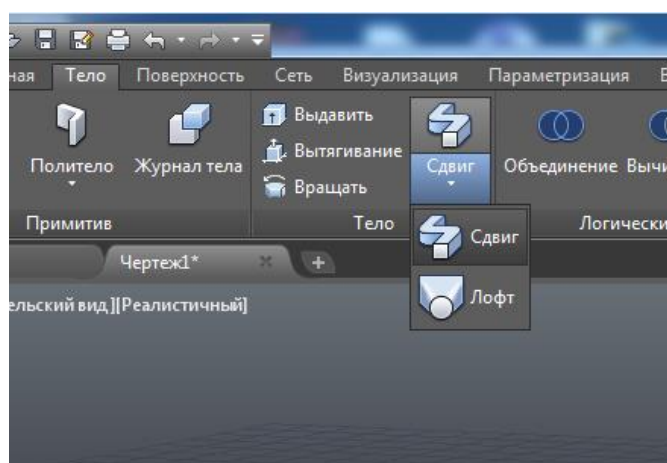 ная Тело Поверхность Сеть Визуализация Параметризация
Выдавить
Вытягивание
Вращать
Политело Журнал тела Сдвиг Объединение Вычи
Примитив Тело Логически
Сдвиг
Лофт
Чертеж1*
ельский вид][Реалистичный]